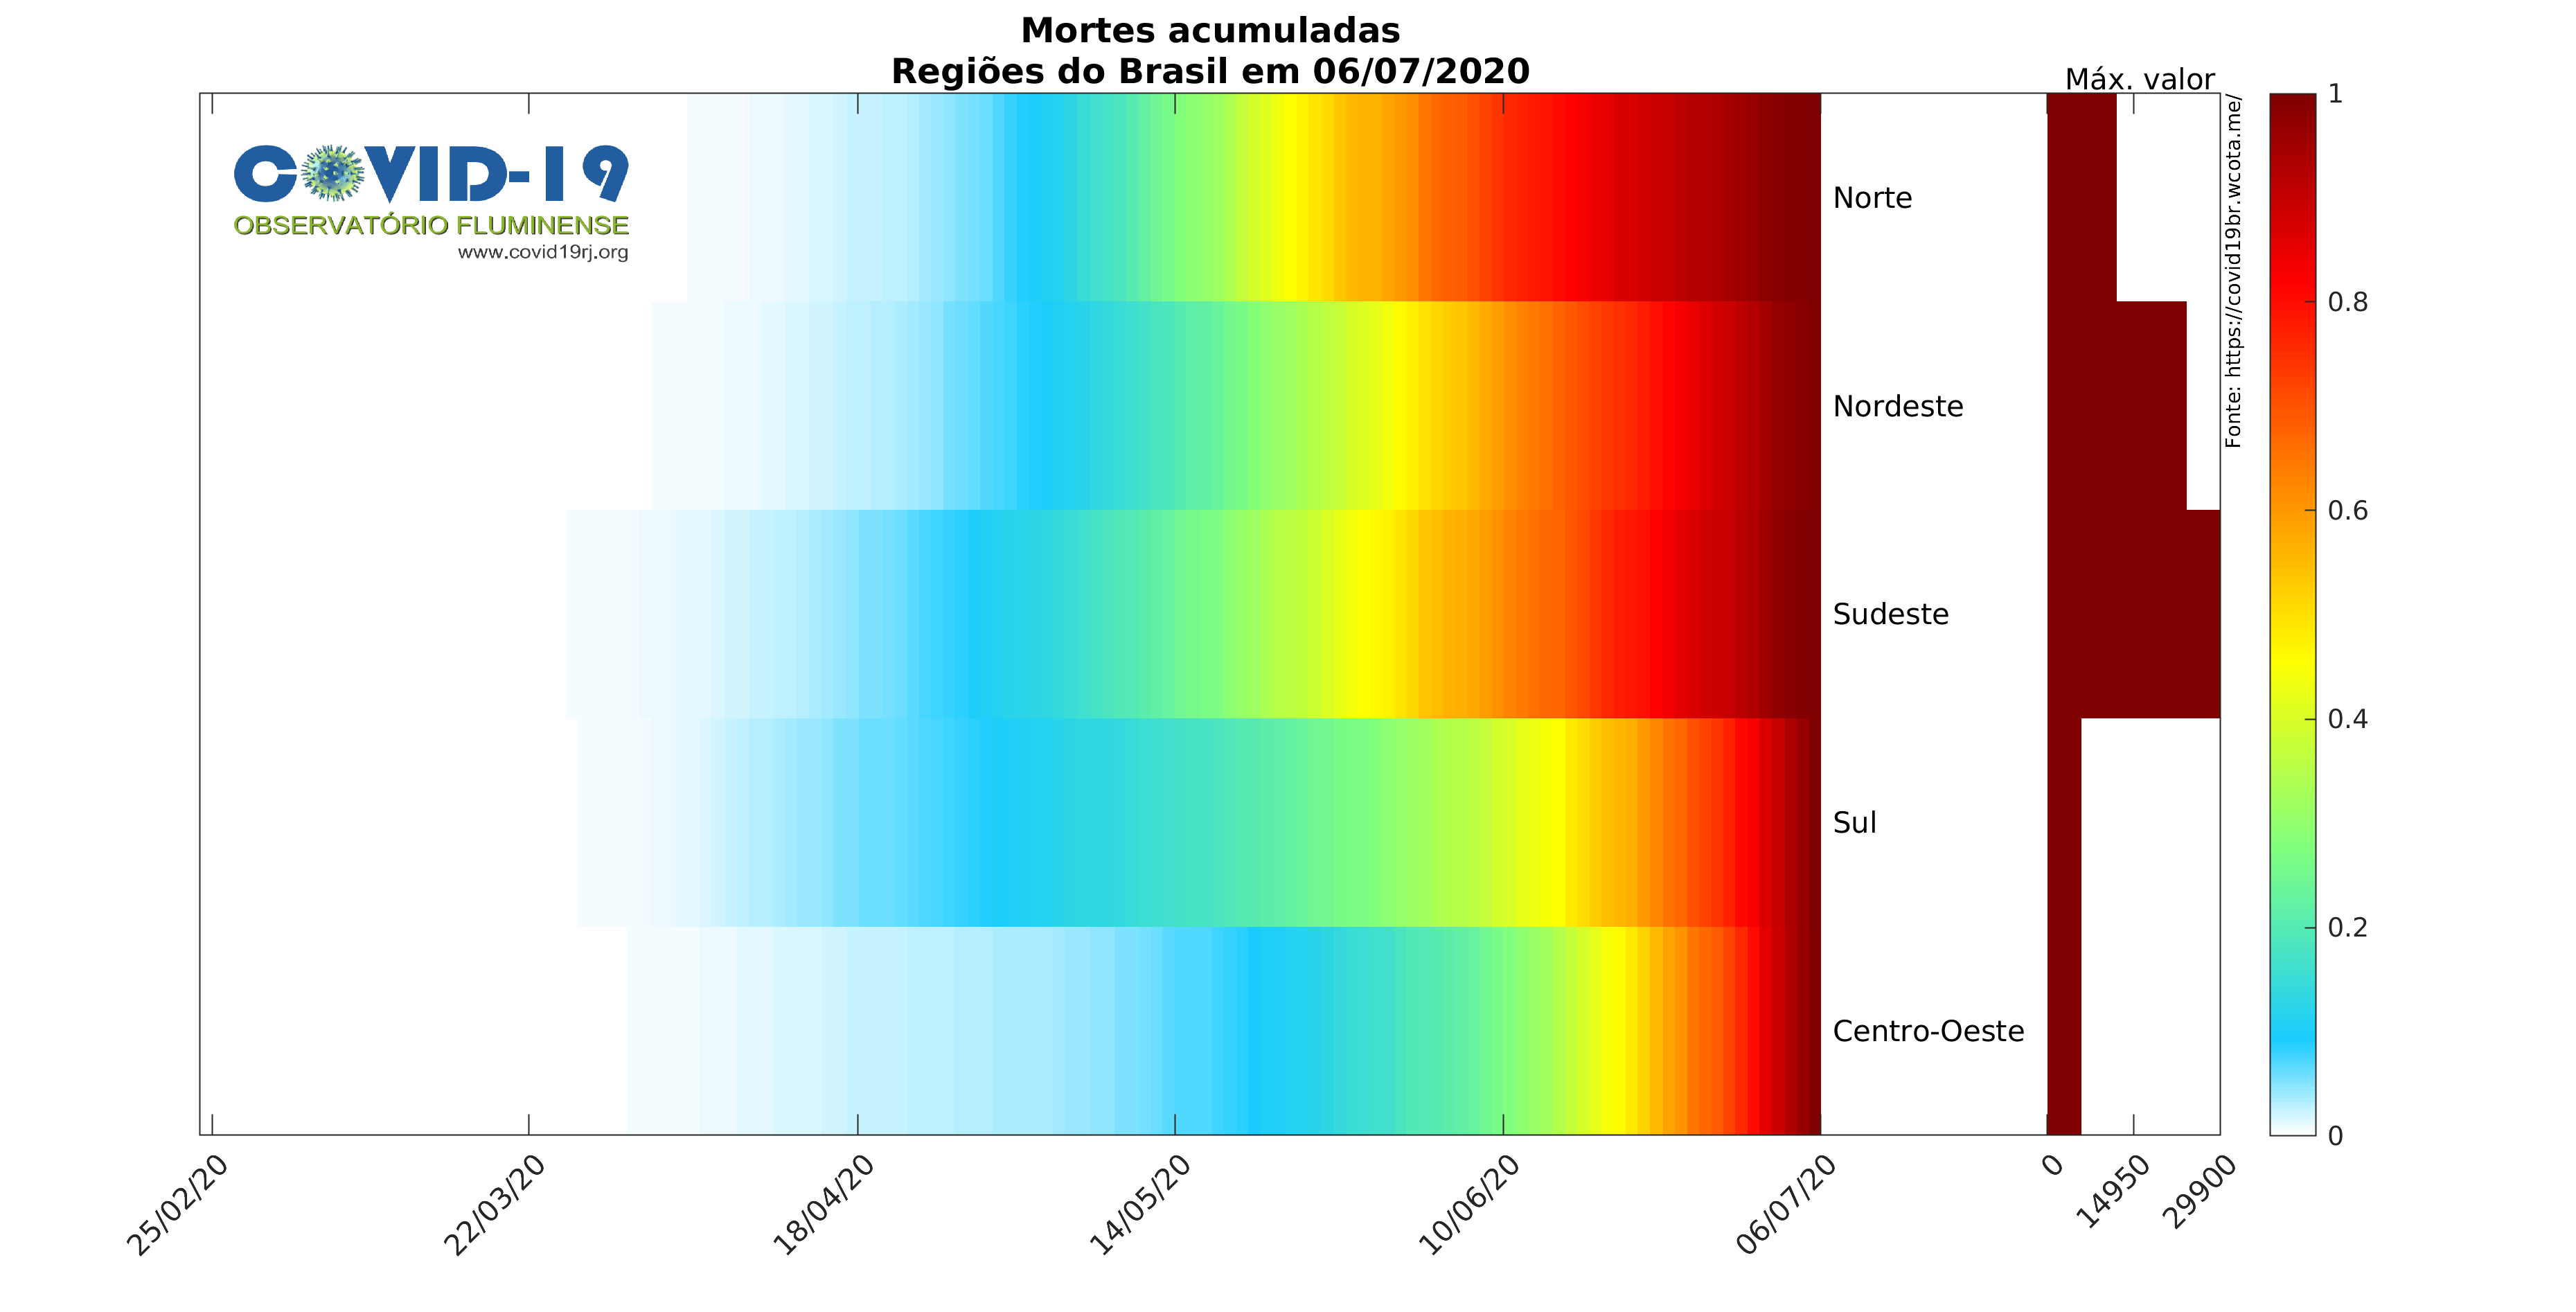 Mortes acumuladas
Regiões do Brasil em 06/07/2020
Máx. valor
COVID-19
OBSERVATÓRIO FLUMINENSE
www.covid19rj.org
Norte
Nordeste
Sudeste
Sul
Centro-Oeste
Fonte: https://covid19br.wcota.me/
1
0.8
0.6
0.4
0.2
0
25/02/20
22/03/20
18/04/20
14/05/20
10/06/20
06/07/20
0
14950
29900